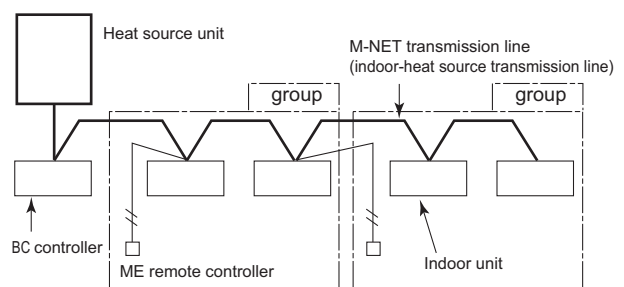 Heat source unit
M-NET transmission line
(indoor-heat source transmission line)
group
group
BC controller
ME remote controller
Indoor unit